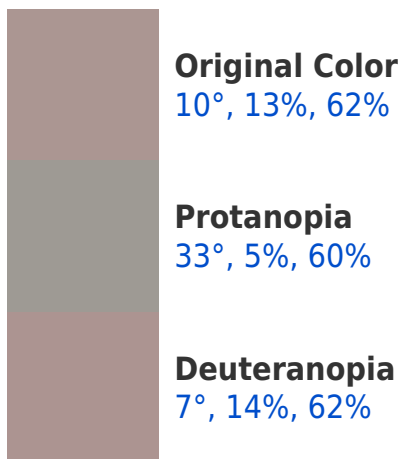 Original Color
10°, 13%, 62%
Protanopia
33°, 5%, 60%
Deuteranopia
7°, 14%, 62%